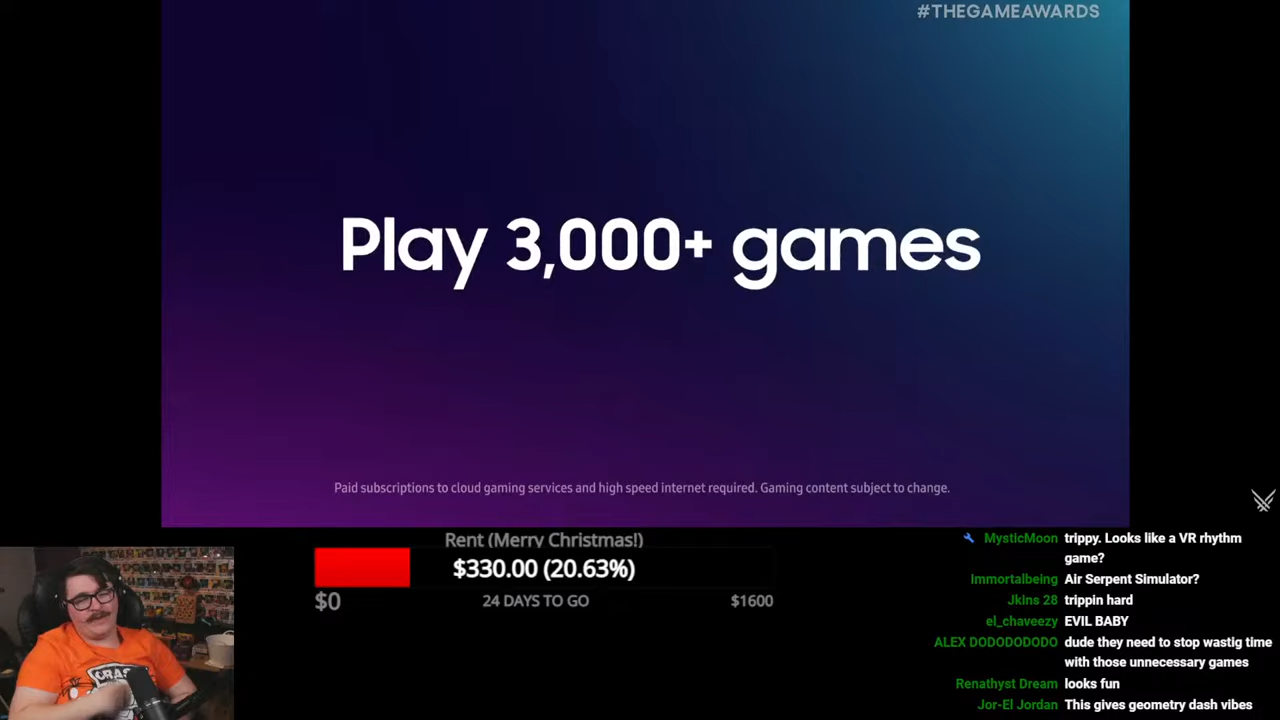 #THEGAMEAWARDS
Play 3,000+ games
Paid subscriptions to cloud gaming services and high speed internet required. Gaming content subject to change.
Rent (Merry Christmas!)
$330.00 (20.63%)
$0 24 DAYS TO GO $1600
MysticMoon trippy. Looks like a VR rhythm
game?
Immortalbeing Air Serpent Simulator?
Jkins 28 trippin hard
el_chaveezy EVIL BABY
ALEX DODODODODO dude they need to stop wastig time
with those unnecessary games
Renathyst Dream looks fun
Jor-El Jordan This gives geometry dash vibes
CRAS